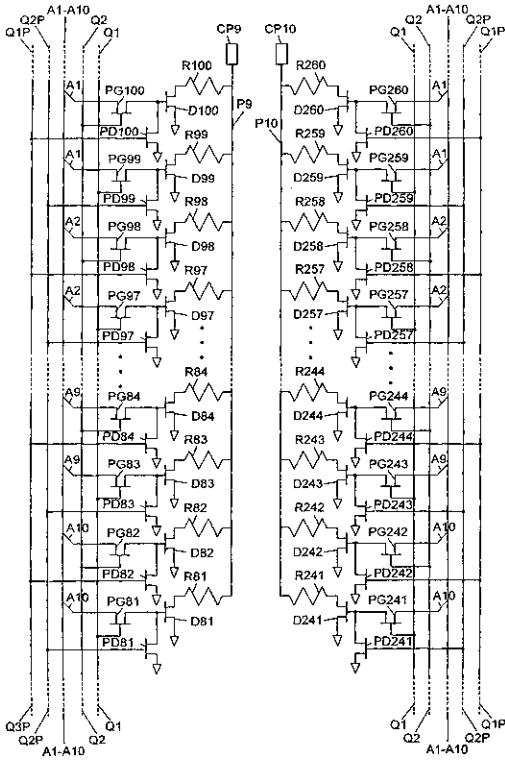 A1-A10 A1-A10
Q2P Q2 Q2 Q2P
Q1P Q1 CP9 CP10 Q1 Q1P
R100 R260
A1 PG100 PG260 A1
D100 P9 D260
PD100 R99 P10 R259 PD260
A1 PG99 PG259 A1
D99 D259
PD99 R98 R258 PD259
A2 PG98 PG258 A2
D98 D258
PD98 R97 R257 PD258
A2 PG97 PG257 A2
D97 D257
PD97 PD257
R84 R244
A9 PG84 PG244 A9
D84 D244
PD84 R83 R243 PD244
A9 PG83 PG243 A9
D83 D243
PD83 R82 R242 PD243
A10 PG82 PG242 A10
D82 D242
PD82 R81 R241 PD242
A10 PG81 PG241 A10
D81 D241
PD81 PD241
Q3P Q1 Q1 Q1P
Q2P Q2 Q2 Q2P
A1-A10 A1-A10